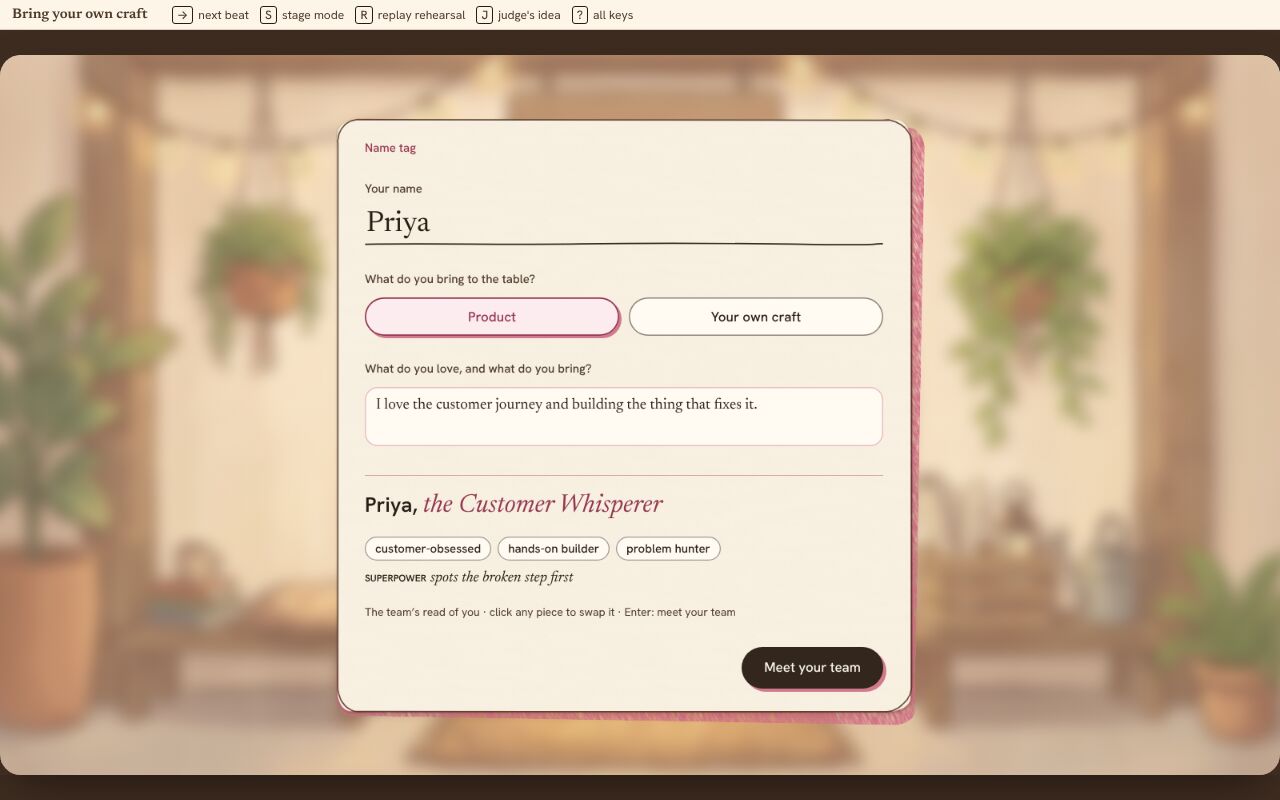 Bring your own craft → next beat S stage mode R replay rehearsal J judge's idea ? all keys
Name tag
Your name
Priya
What do you bring to the table?
Product Your own craft
What do you love, and what do you bring?
I love the customer journey and building the thing that fixes it.
Priya, the Customer Whisperer
customer-obsessed hands-on builder problem hunter
SUPERPOWER spots the broken step first
The team’s read of you · click any piece to swap it · Enter: meet your team
Meet your team